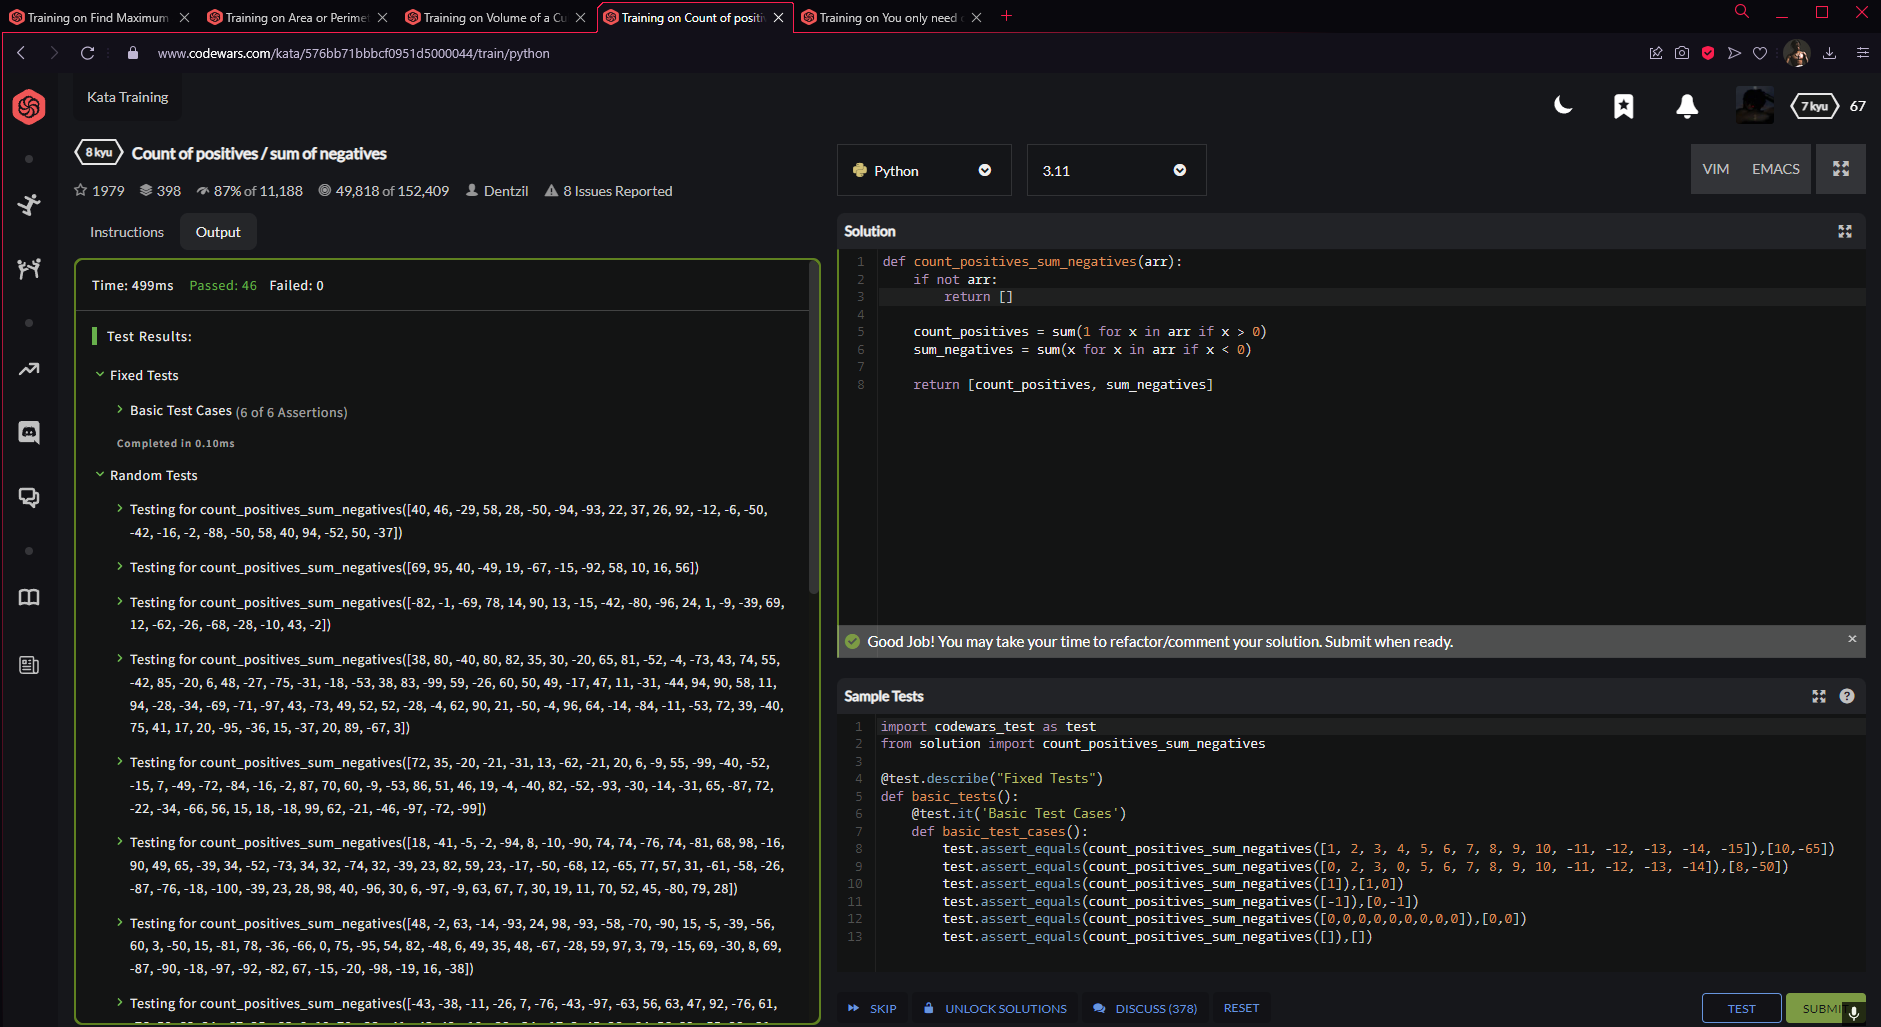 Training on Find Maximum
Training on Area or Perimet
Training on Volume of a Cu
Training on Count of positi
Training on You only need
www.codewars.com/kata/576bb71bbbcf0951d5000044/train/python
Kata Training
7 kyu 67
8 kyu Count of positives / sum of negatives
1979 398 87% of 11,188 49,818 of 152,409 Dentzil 8 Issues Reported
Instructions Output
Time: 499ms Passed: 46 Failed: 0
Test Results:
Fixed Tests
Basic Test Cases (6 of 6 Assertions)
Completed in 0.10ms
Random Tests
Testing for count_positives_sum_negatives([40, 46, -29, 58, 28, -50, -94, -93, 22, 37, 26, 92, -12, -6, -50,
-42, -16, -2, -88, -50, 58, 40, 94, -52, 50, -37])
Testing for count_positives_sum_negatives([69, 95, 40, -49, 19, -67, -15, -92, 58, 10, 16, 56])
Testing for count_positives_sum_negatives([-82, -1, -69, 78, 14, 90, 13, -15, -42, -80, -96, 24, 1, -9, -39, 69,
12, -62, -26, -68, -28, -10, 43, -2])
Testing for count_positives_sum_negatives([38, 80, -40, 80, 82, 35, 30, -20, 65, 81, -52, -4, -73, 43, 74, 55,
-42, 85, -20, 6, 48, -27, -75, -31, -18, -53, 38, 83, -99, 59, -26, 60, 50, 49, -17, 47, 11, -31, -44, 94, 90, 58, 11,
94, -28, -34, -69, -71, -97, 43, -73, 49, 52, 52, -28, -4, 62, 90, 21, -50, -4, 96, 64, -14, -84, -11, -53, 72, 39, -40,
75, 41, 17, 20, -95, -36, 15, -37, 20, 89, -67, 3])
Testing for count_positives_sum_negatives([72, 35, -20, -21, -31, 13, -62, -21, 20, 6, -9, 55, -99, -40, -52,
-15, 7, -49, -72, -84, -16, -2, 87, 70, 60, -9, -53, 86, 51, 46, 19, -4, -40, 82, -52, -93, -30, -14, -31, 65, -87, 72,
-22, -34, -66, 56, 15, 18, -18, 99, 62, -21, -46, -97, -72, -99])
Testing for count_positives_sum_negatives([18, -41, -5, -2, -94, 8, -10, -90, 74, 74, -76, 74, -81, 68, 98, -16,
90, 49, 65, -39, 34, -52, -73, 34, 32, -74, 32, -39, 23, 82, 59, 23, -17, -50, -68, 12, -65, 77, 57, 31, -61, -58, -26,
-87, -76, -18, -100, -39, 23, 28, 98, 40, -96, 30, 6, -97, -9, 63, 67, 7, 30, 19, 11, 70, 52, 45, -80, 79, 28])
Testing for count_positives_sum_negatives([48, -2, 63, -14, -93, 24, 98, -93, -58, -70, -90, 15, -5, -39, -56,
60, 3, -50, 15, -81, 78, -36, -66, 0, 75, -95, 54, 82, -48, 6, 49, 35, 48, -67, -28, 59, 97, 3, 79, -15, 69, -30, 8, 69,
-87, -90, -18, -97, -92, -82, 67, -15, -20, -98, -19, 16, -38])
Testing for count_positives_sum_negatives([-43, -38, -11, -26, 7, -76, -43, -97, -63, 56, 63, 47, 92, -76, 61,
Python 3.11 VIM EMACS
Solution
1 def count_positives_sum_negatives(arr):
2 if not arr:
3 return []
4
5 count_positives = sum(1 for x in arr if x > 0)
6 sum_negatives = sum(x for x in arr if x < 0)
7
8 return [count_positives, sum_negatives]
Good Job! You may take your time to refactor/comment your solution. Submit when ready.
Sample Tests
1 import codewars_test as test
2 from solution import count_positives_sum_negatives
3
4 @test.describe("Fixed Tests")
5 def basic_tests():
6 @test.it('Basic Test Cases')
7 def basic_test_cases():
8 test.assert_equals(count_positives_sum_negatives([1, 2, 3, 4, 5, 6, 7, 8, 9, 10, -11, -12, -13, -14, -15]),[10,-65])
9 test.assert_equals(count_positives_sum_negatives([0, 2, 3, 0, 5, 6, 7, 8, 9, 10, -11, -12, -13, -14]),[8,-50])
10 test.assert_equals(count_positives_sum_negatives([1]),[1,0])
11 test.assert_equals(count_positives_sum_negatives([-1]),[0,-1])
12 test.assert_equals(count_positives_sum_negatives([0,0,0,0,0,0,0,0,0]),[0,0])
13 test.assert_equals(count_positives_sum_negatives([]),[])
SKIP UNLOCK SOLUTIONS DISCUSS (378) RESET TEST SUBMIT